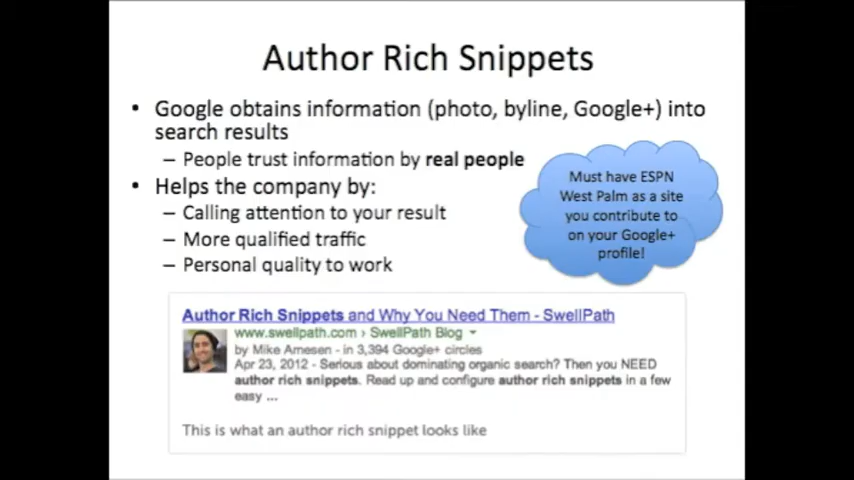 Author Rich Snippets
• Google obtains information (photo, byline, Google+) into
search results
– People trust information by real people
• Helps the company by:
– Calling attention to your result
– More qualified traffic
– Personal quality to work
Must have ESPN
West Palm as a site
you contribute to
on your Google+
profile!
Author Rich Snippets and Why You Need Them - SwellPath
www.swellpath.com › SwellPath Blog
by Mike Arnesen - in 3,394 Google+ circles
Apr 23, 2012 - Serious about dominating organic search? Then you NEED
author rich snippets. Read up and configure author rich snippets in a few
easy ...
This is what an author rich snippet looks like